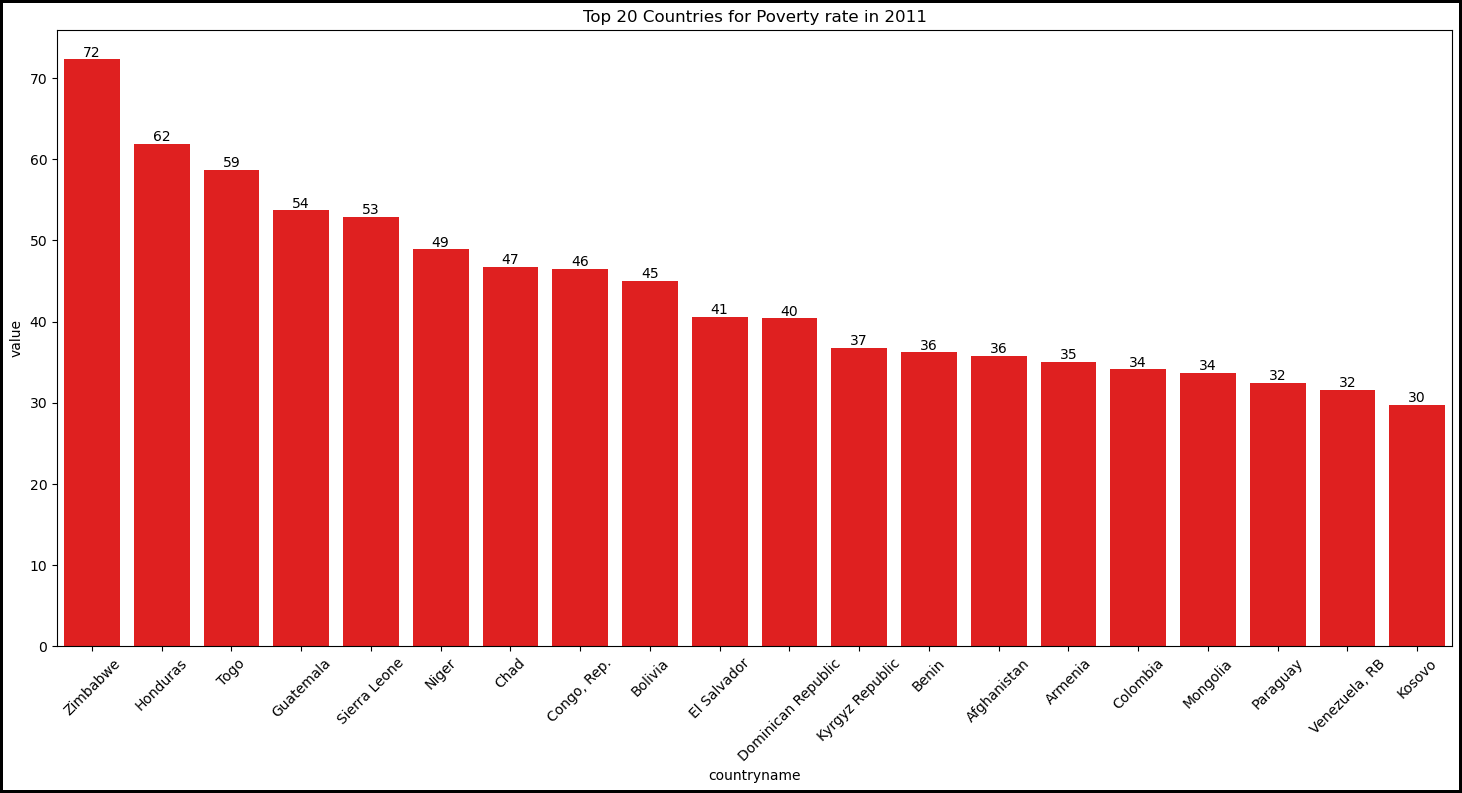 Top 20 Countries for Poverty rate in 2011
value
70
60
50
40
30
20
10
0
72
62
59
54
53
49
47
46
45
41
40
37
36
36
35
34
34
32
32
30
Zimbabwe
Honduras
Togo
Guatemala
Sierra Leone
Niger
Chad
Congo, Rep.
Bolivia
El Salvador
Dominican Republic
Kyrgyz Republic
Benin
Afghanistan
Armenia
Colombia
Mongolia
Paraguay
Venezuela, RB
Kosovo
countryname